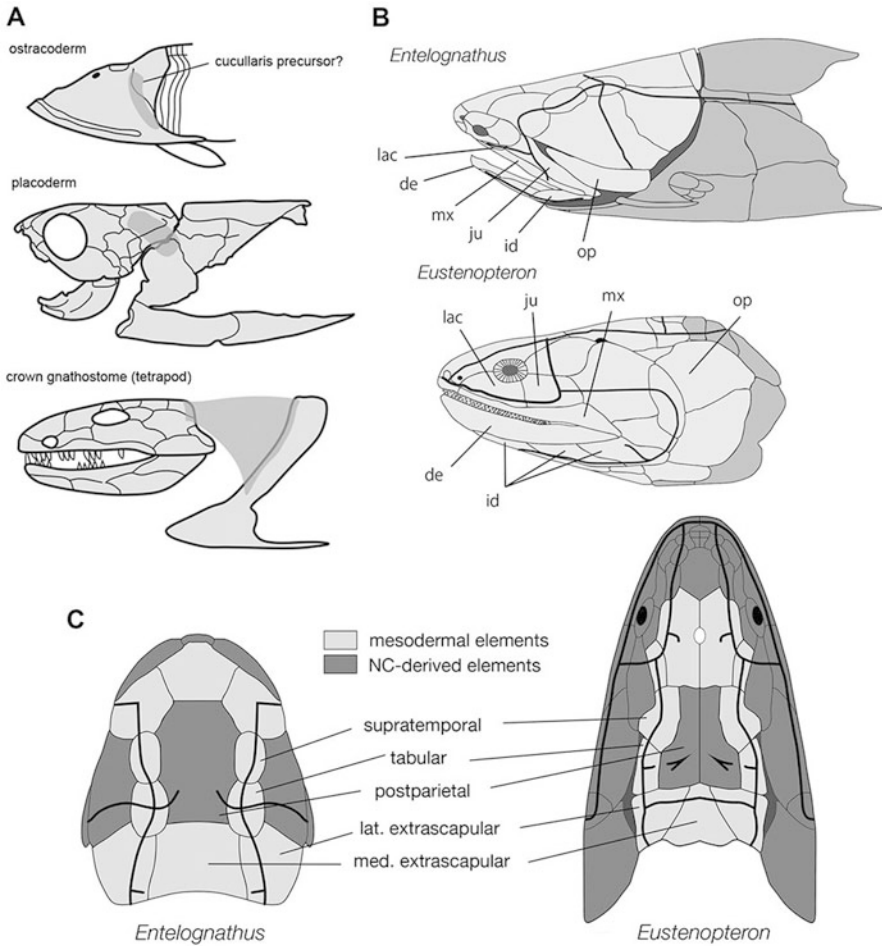 A
ostracoderm
cucullaris precursor?
placoderm
crown gnathostome (tetrapod)
B
Entelognathus
lac
de
mx
ju
id
op
Eustenopteron
lac
ju
mx
op
de
id
C
mesodermal elements
NC-derived elements
supratemporal
tabular
postparietal
lat. extrascapular
med. extrascapular
Entelognathus
Eustenopteron